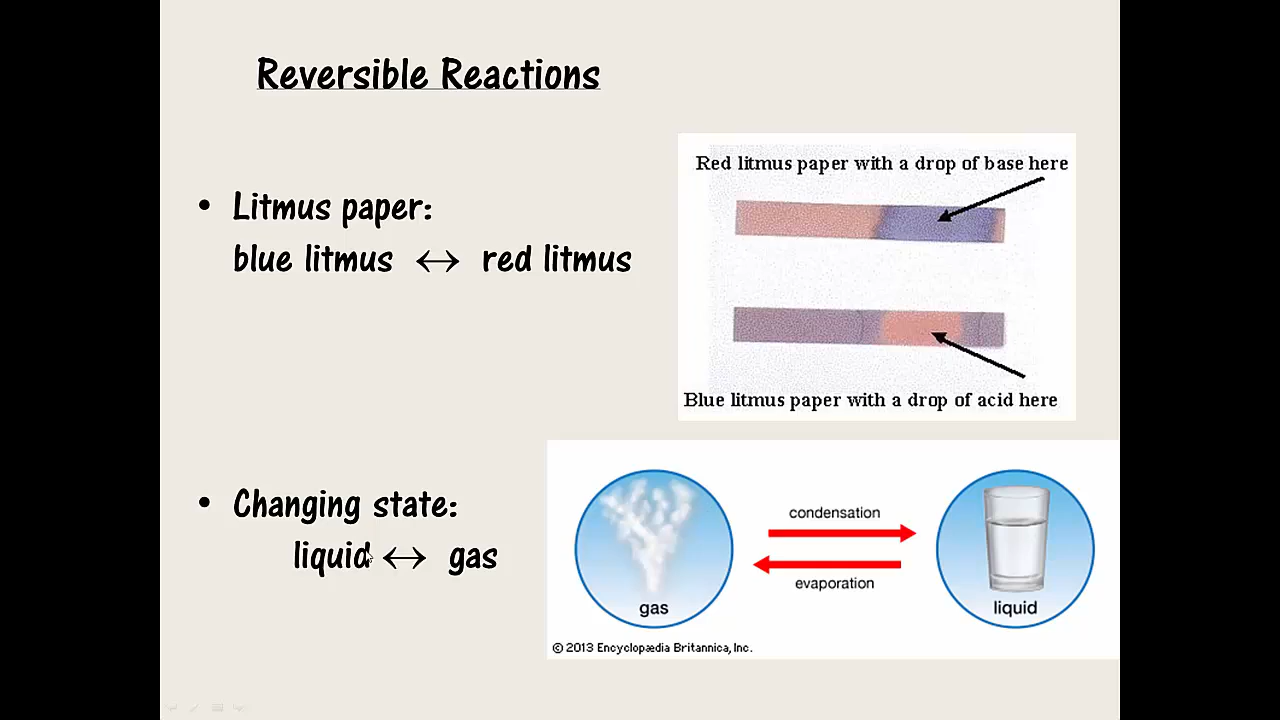 Reversible Reactions
• Litmus paper:
blue litmus ↔ red litmus
Red litmus paper with a drop of base here
Blue litmus paper with a drop of acid here
• Changing state:
liquid ↔ gas
condensation
evaporation
gas
liquid
© 2013 Encyclopædia Britannica, Inc.